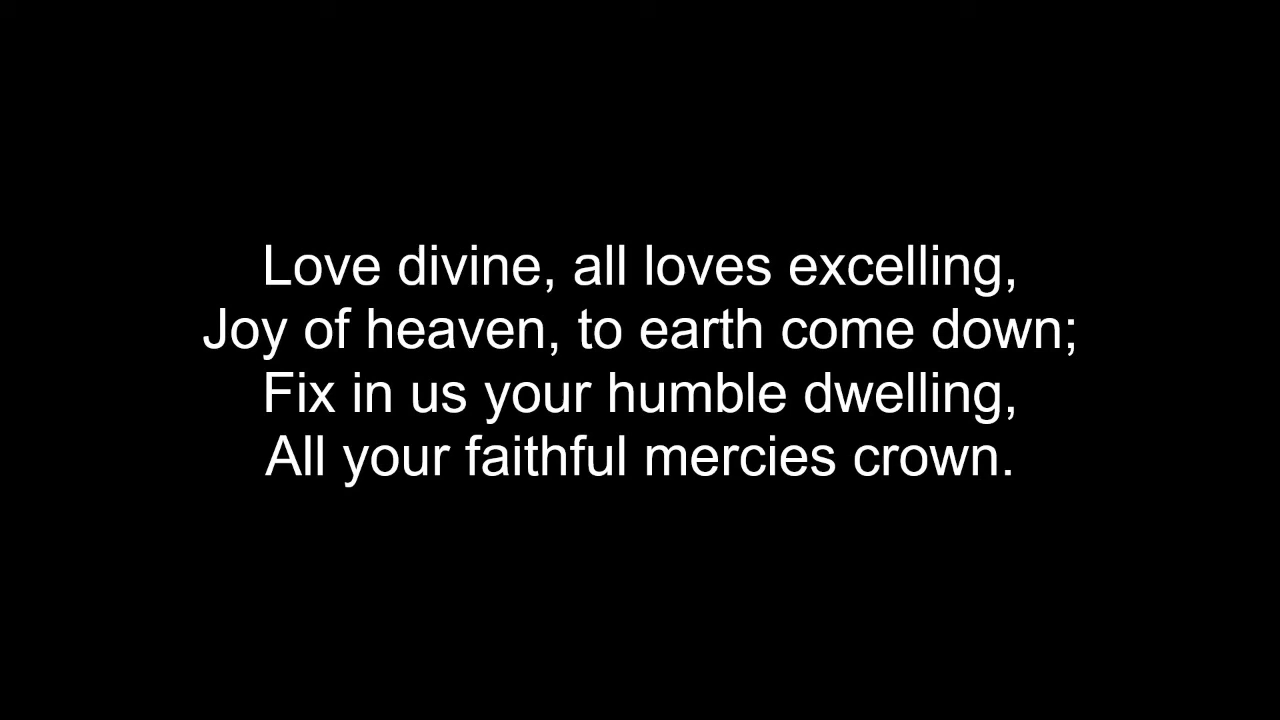 Love divine, all loves excelling,
Joy of heaven, to earth come down;
Fix in us your humble dwelling,
All your faithful mercies crown.